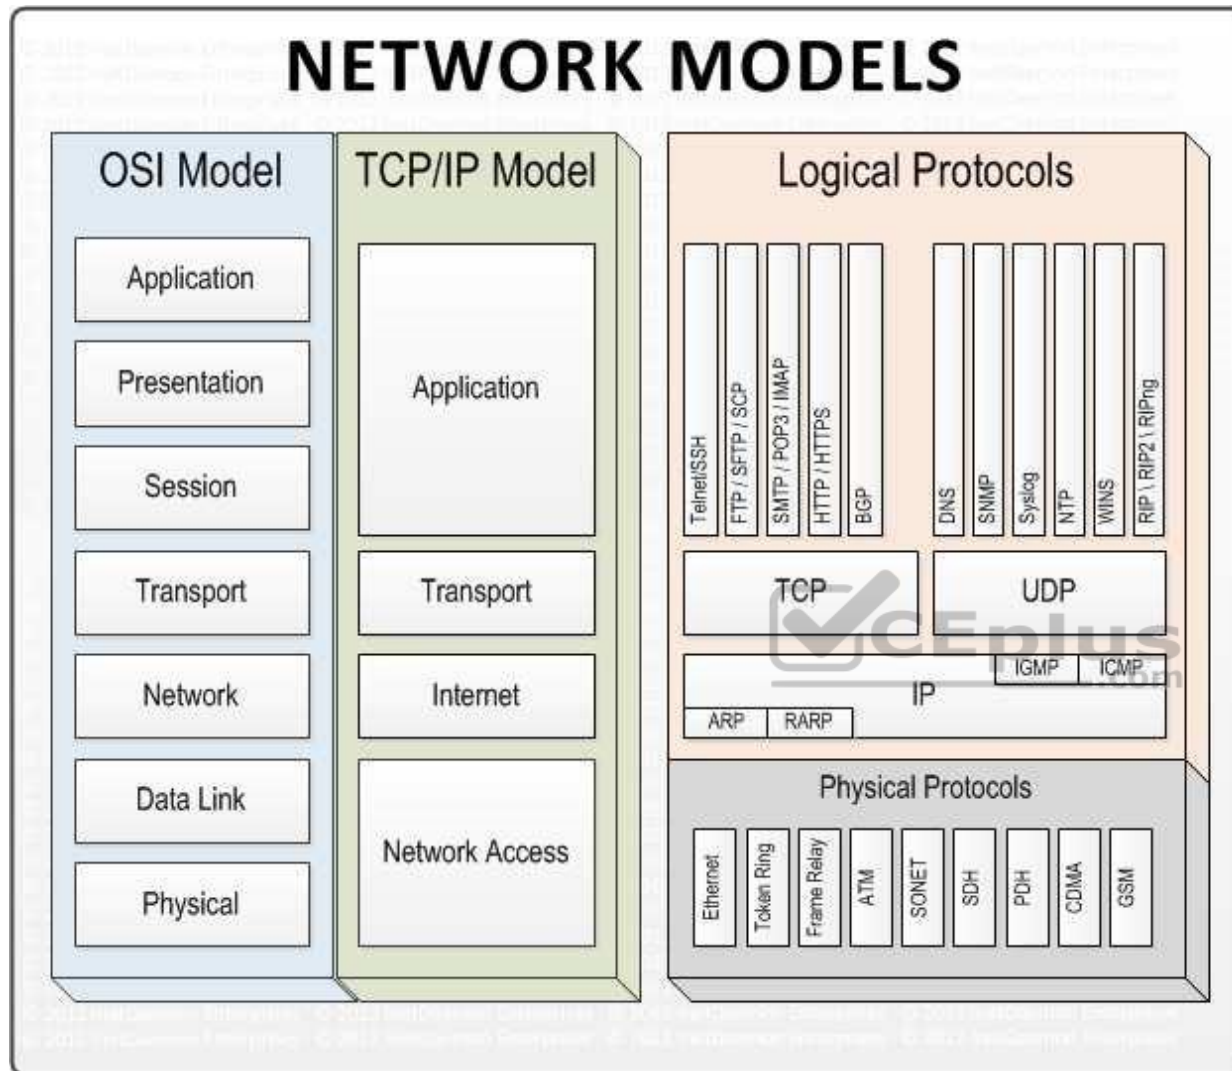 NETWORK MODELS
OSI Model
Application
Presentation
Session
Transport
Network
Data Link
Physical
TCP/IP Model
Application
Transport
Internet
Network Access
Logical Protocols
Telnet/SSH
FTP / SFTP / SCP
SMTP / POP3 / IMAP
HTTP / HTTPS
BGP
DNS
SNMP
Syslog
NTP
WINS
RIP \ RIP2 \ RIPng
TCP
UDP
IP
IGMP
ICMP
ARP
RARP
CEplus
.com
Physical Protocols
Ethernet
Token Ring
Frame Relay
ATM
SONET
SDH
PDH
CDMA
GSM